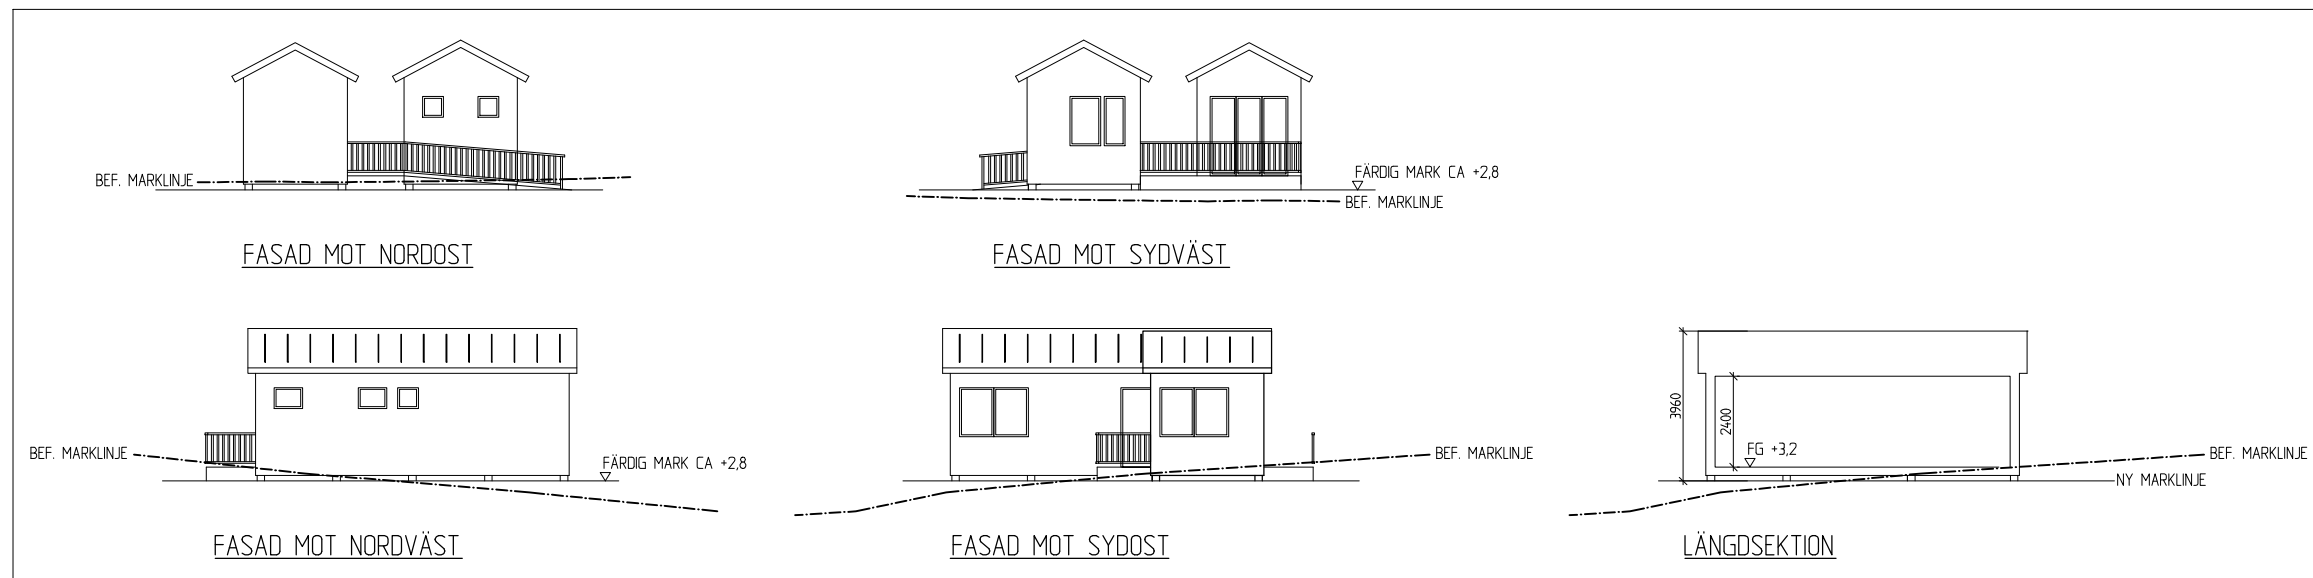 BEF. MARKLINJE
FASAD MOT NORDOST
FÄRDIG MARK CA +2,8
BEF. MARKLINJE
FASAD MOT SYDVÄST
BEF. MARKLINJE
FÄRDIG MARK CA +2,8
FASAD MOT NORDVÄST
BEF. MARKLINJE
FASAD MOT SYDOST
3960
2400
FG +3,2
BEF. MARKLINJE
NY MARKLINJE
LÄNGDSEKTION